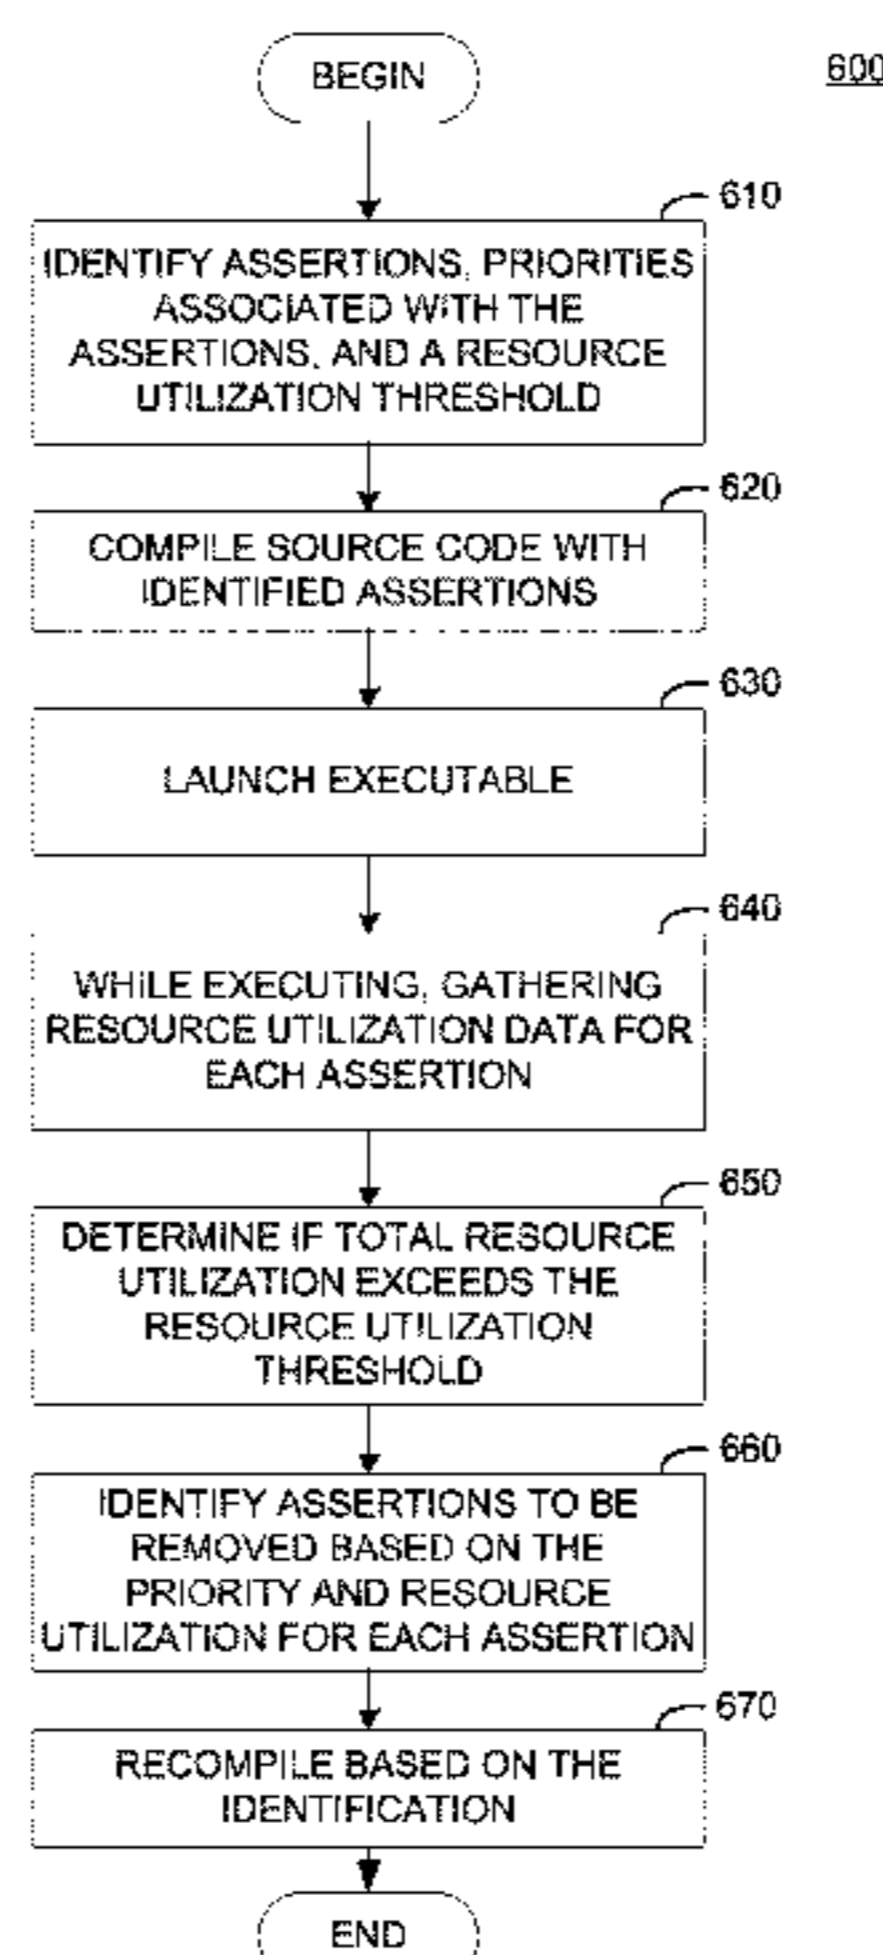 BEGIN
600
610
IDENTIFY ASSERTIONS, PRIORITIES
ASSOCIATED WITH THE
ASSERTIONS, AND A RESOURCE
UTILIZATION THRESHOLD
620
COMPILE SOURCE CODE WITH
IDENTIFIED ASSERTIONS
630
LAUNCH EXECUTABLE
640
WHILE EXECUTING, GATHERING
RESOURCE UTILIZATION DATA FOR
EACH ASSERTION
650
DETERMINE IF TOTAL RESOURCE
UTILIZATION EXCEEDS THE
RESOURCE UTILIZATION
THRESHOLD
660
IDENTIFY ASSERTIONS TO BE
REMOVED BASED ON THE
PRIORITY AND RESOURCE
UTILIZATION FOR EACH ASSERTION
670
RECOMPILE BASED ON THE
IDENTIFICATION
END